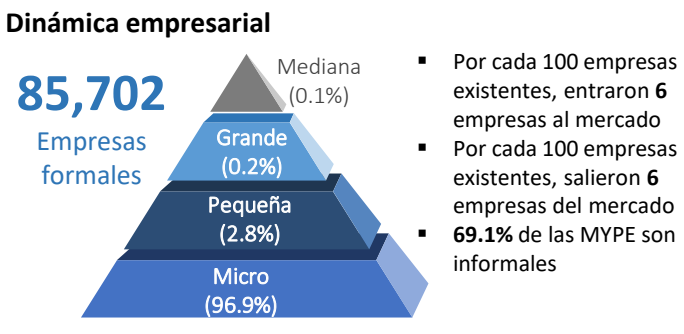 Dinámica empresarial
85,702
Empresas
formales
Mediana
(0.1%)
Grande
(0.2%)
Pequeña
(2.8%)
Micro
(96.9%)
▪ Por cada 100 empresas
existentes, entraron 6
empresas al mercado
▪ Por cada 100 empresas
existentes, salieron 6
empresas del mercado
▪ 69.1% de las MYPE son
informales